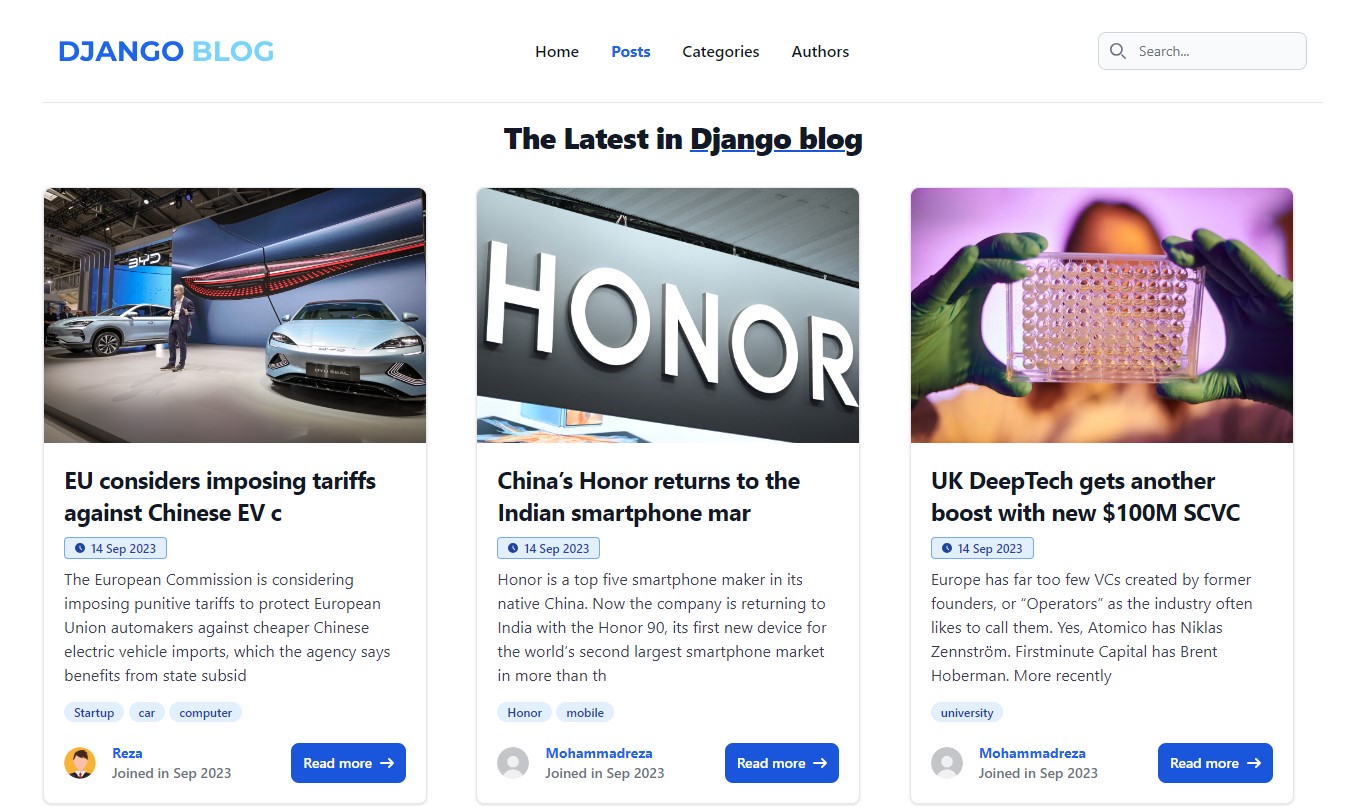 DJANGO BLOG
Home Posts Categories Authors
Search...
The Latest in Django blog
BYD
BYD SEAL
HONOR
EU considers imposing tariffs
against Chinese EV c
14 Sep 2023
The European Commission is considering
imposing punitive tariffs to protect European
Union automakers against cheaper Chinese
electric vehicle imports, which the agency says
benefits from state subsid
Startup car computer
Reza
Joined in Sep 2023
Read more
China’s Honor returns to the
Indian smartphone mar
14 Sep 2023
Honor is a top five smartphone maker in its
native China. Now the company is returning to
India with the Honor 90, its first new device for
the world’s second largest smartphone market
in more than th
Honor mobile
Mohammadreza
Joined in Sep 2023
Read more
UK DeepTech gets another
boost with new $100M SCVC
14 Sep 2023
Europe has far too few VCs created by former
founders, or “Operators” as the industry often
likes to call them. Yes, Atomico has Niklas
Zennström. Firstminute Capital has Brent
Hoberman. More recently
university
Mohammadreza
Joined in Sep 2023
Read more